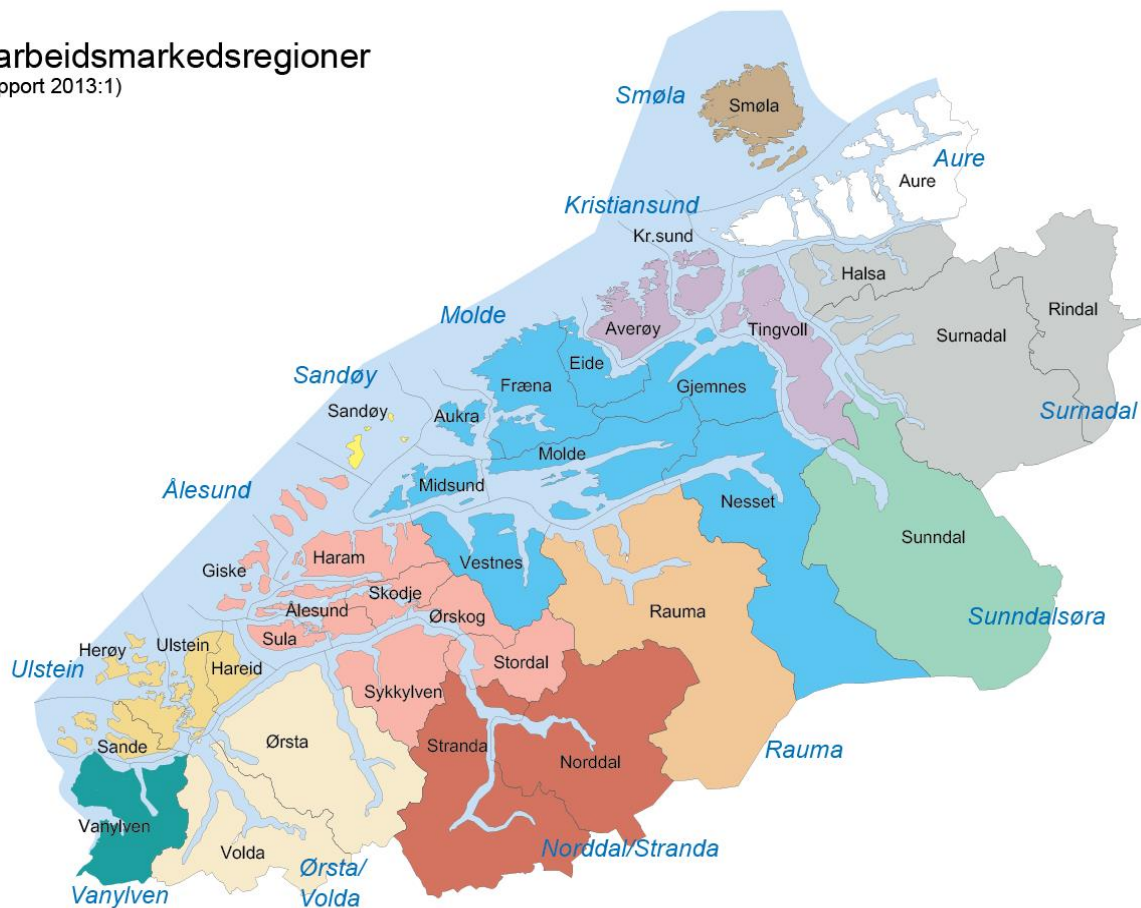 arbeidsmarkedsregioner
pport 2013:1)
Smøla
Smøla
Aure
Aure
Kristiansund
Kr.sund
Halsa
Rindal
Molde
Averøy
Tingvoll
Surnadal
Eide
Sandøy
Fræna
Gjemnes
Sandøy
Aukra
Surnadal
Molde
Ålesund
Midsund
Nesset
Sunndal
Haram
Vestnes
Giske
Skodje
Ålesund
Rauma
Ørskog
Sunndalsøra
Sula
Ulstein
Herøy
Stordal
Ulstein
Hareid
Sykkylven
Ørsta
Sande
Stranda
Rauma
Norddal
Vanylven
Norddal/Stranda
Volda
Ørsta/
Volda
Vanylven